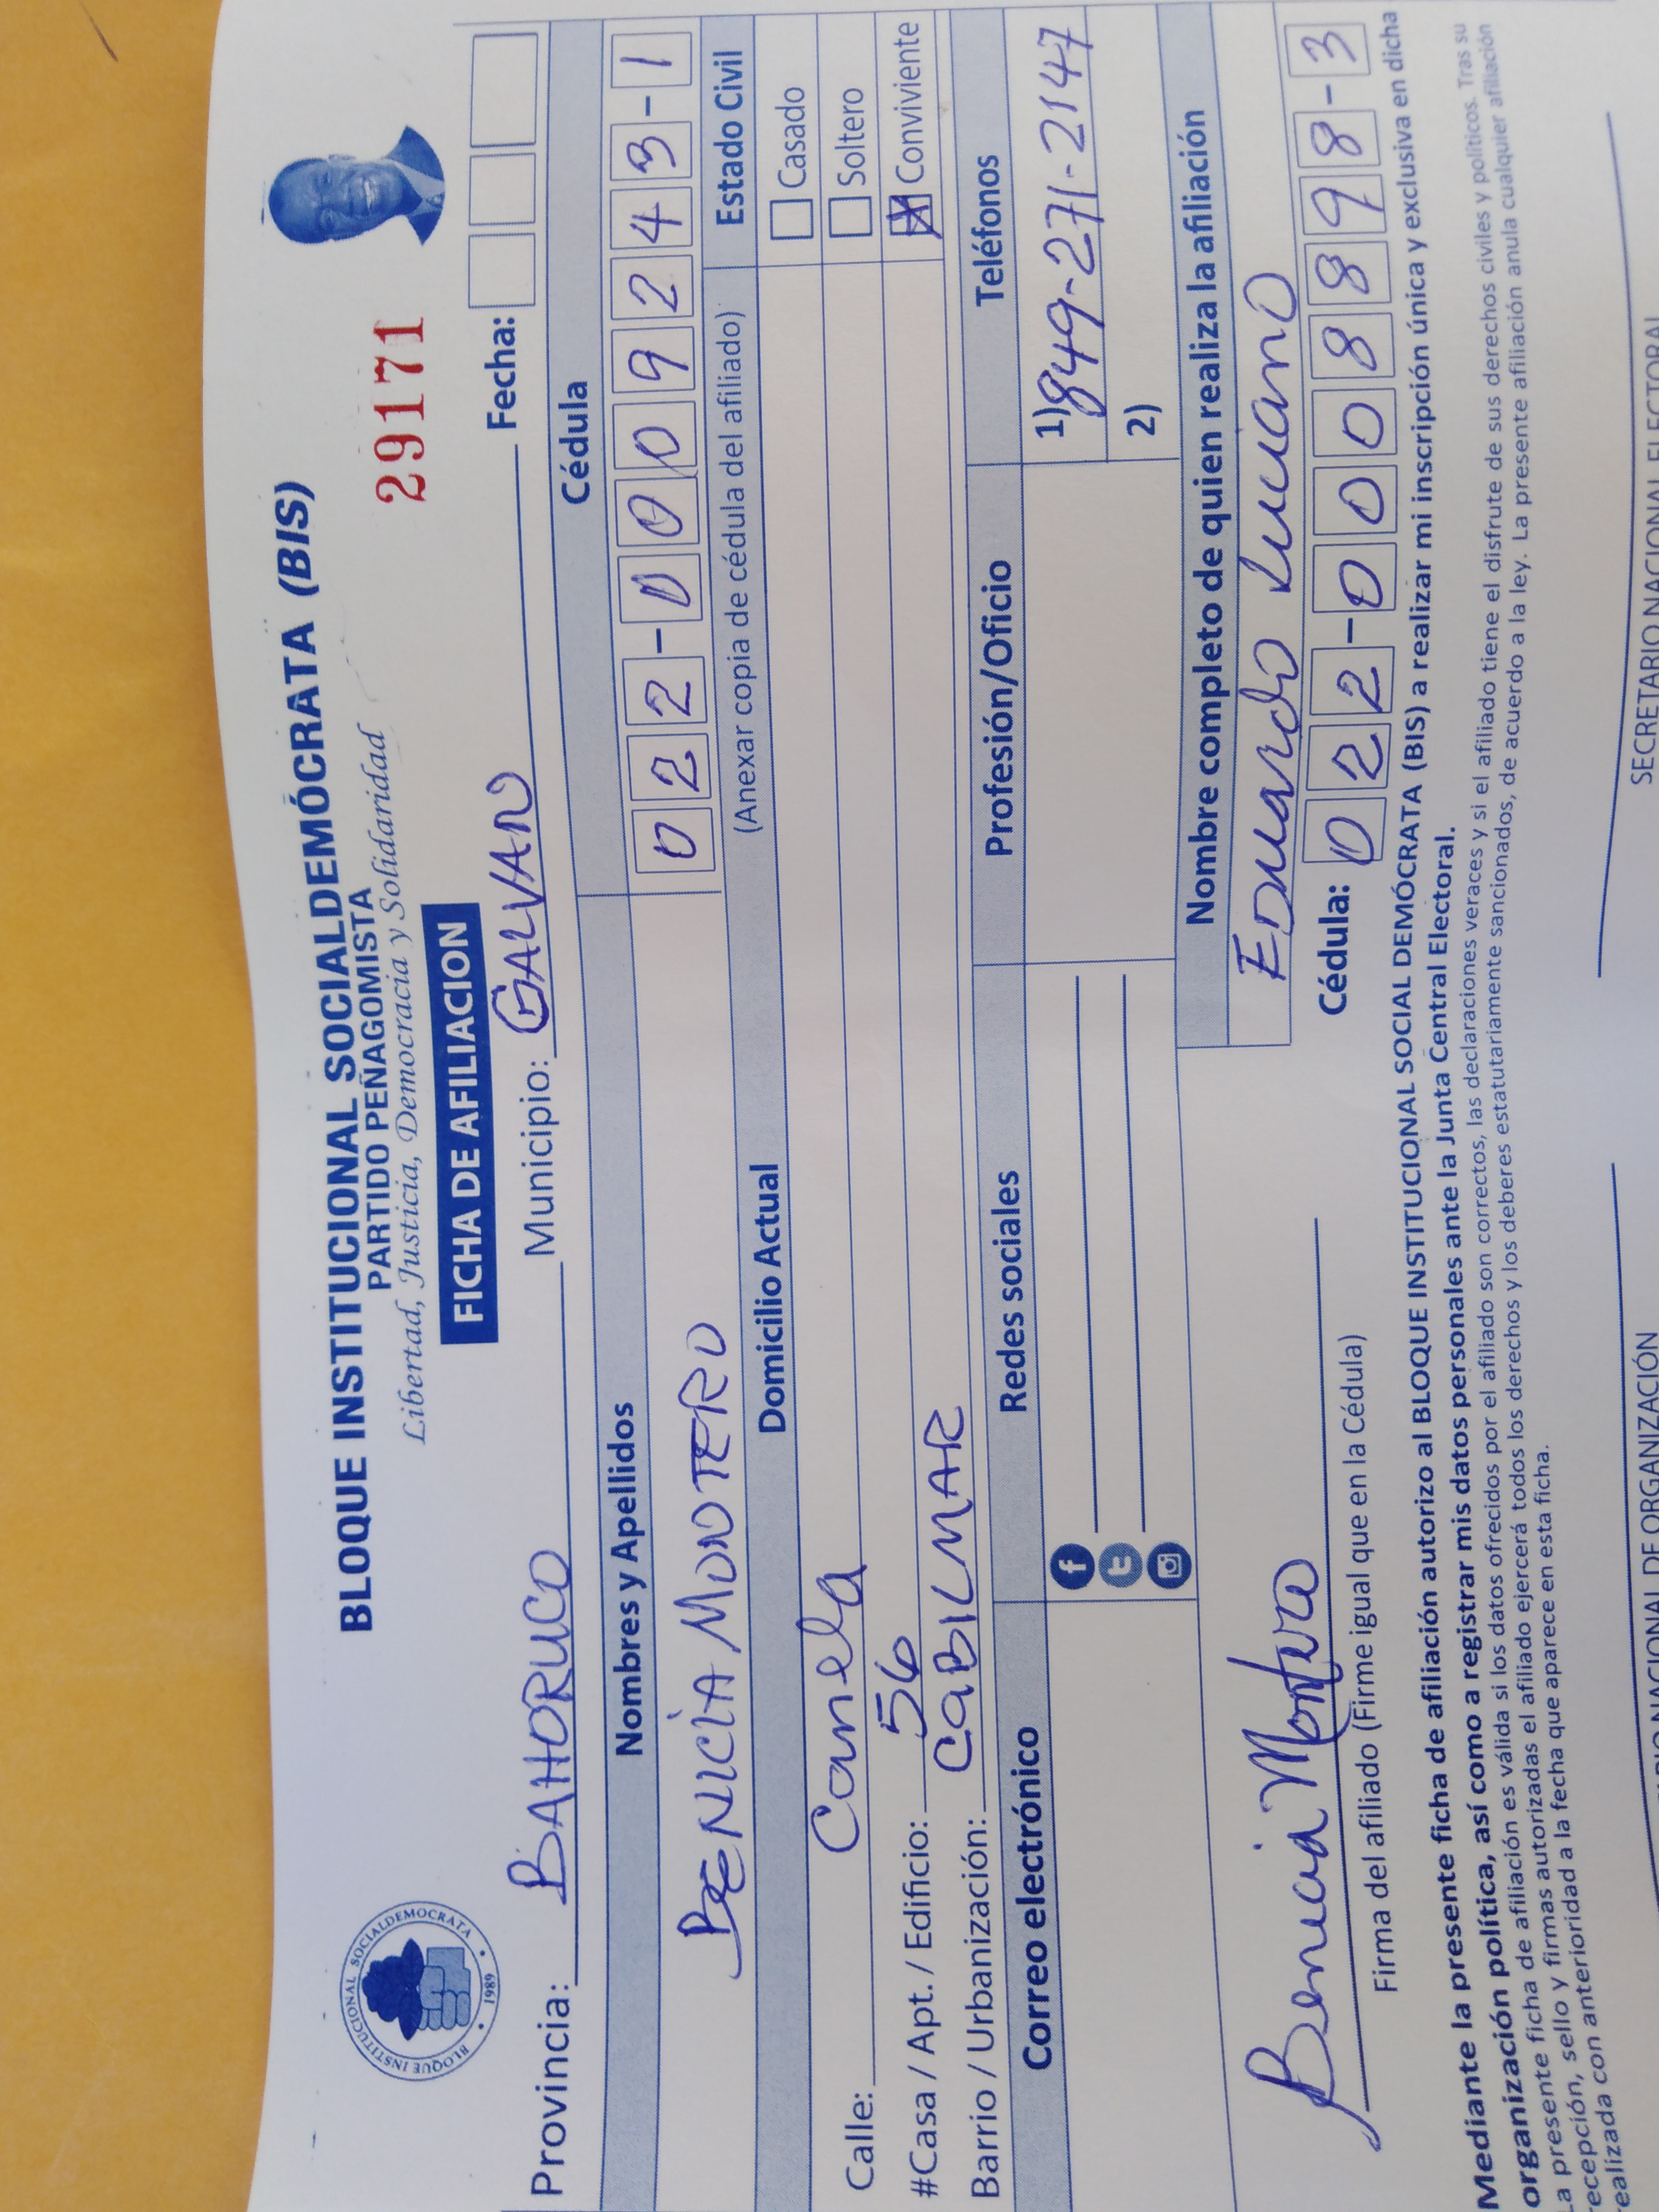 BLOQUE INSTITUCIONAL SOCIALDEMOCRATA
1989
BLOQUE INSTITUCIONAL SOCIALDEMÓCRATA (BIS)
PARTIDO PEÑAGOMISTA
Libertad, Justicia, Democracia y Solidaridad
29171
FICHA DE AFILIACION
Provincia: BAHORUCO Municipio: GALVAN Fecha:
Nombres y Apellidos Cédula
BENICIA MONTERO 022-0009243-1
(Anexar copia de cédula del afiliado)
Domicilio Actual Estado Civil
Calle: Canela Casado
#Casa / Apt. / Edificio: 56 Soltero
Barrio / Urbanización: CABILMAR Conviviente
Correo electrónico Redes sociales Profesión/Oficio Teléfonos
1) 849-271-2147
2)
Nombre completo de quien realiza la afiliación
Eduardo Luciano
Benicia Montero
Cédula: 022-0008898-3
Firma del afiliado (Firme igual que en la Cédula)
Mediante la presente ficha de afiliación autorizo al BLOQUE INSTITUCIONAL SOCIAL DEMÓCRATA (BIS) a realizar mi inscripción única y exclusiva en dicha
organización política, así como a registrar mis datos personales ante la Junta Central Electoral.
La presente ficha de afiliación es válida si los datos ofrecidos por el afiliado son correctos, las declaraciones veraces y si el afiliado tiene el disfrute de sus derechos civiles y políticos. Tras su
recepción, sello y firmas autorizadas el afiliado ejercerá todos los derechos y los deberes estatutariamente sancionados, de acuerdo a la ley. La presente afiliación anula cualquier afiliación
realizada con anterioridad a la fecha que aparece en esta ficha.
NACIONAL DE ORGANIZACIÓN SECRETARIO NACIONAL ELECTORAL